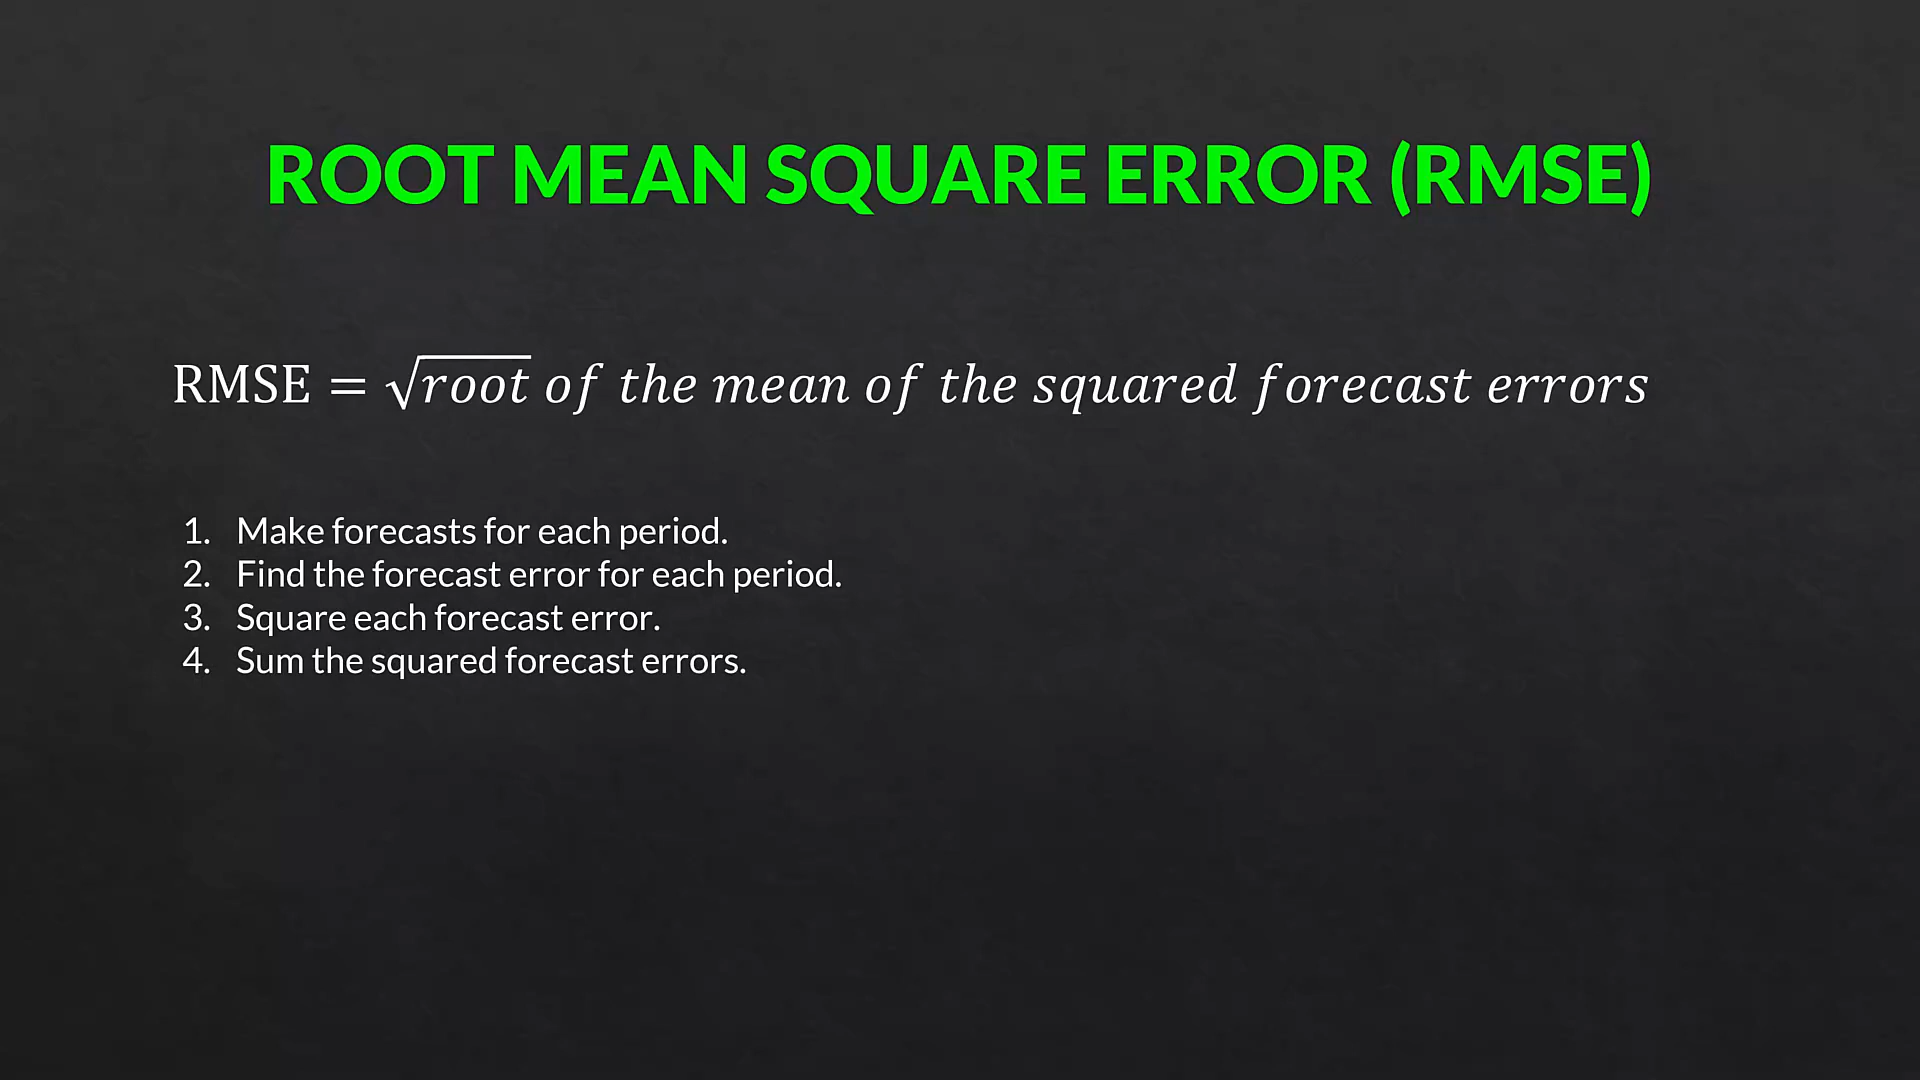 ROOT MEAN SQUARE ERROR (RMSE)
RMSE = √root of the mean of the squared forecast errors
1. Make forecasts for each period.
2. Find the forecast error for each period.
3. Square each forecast error.
4. Sum the squared forecast errors.